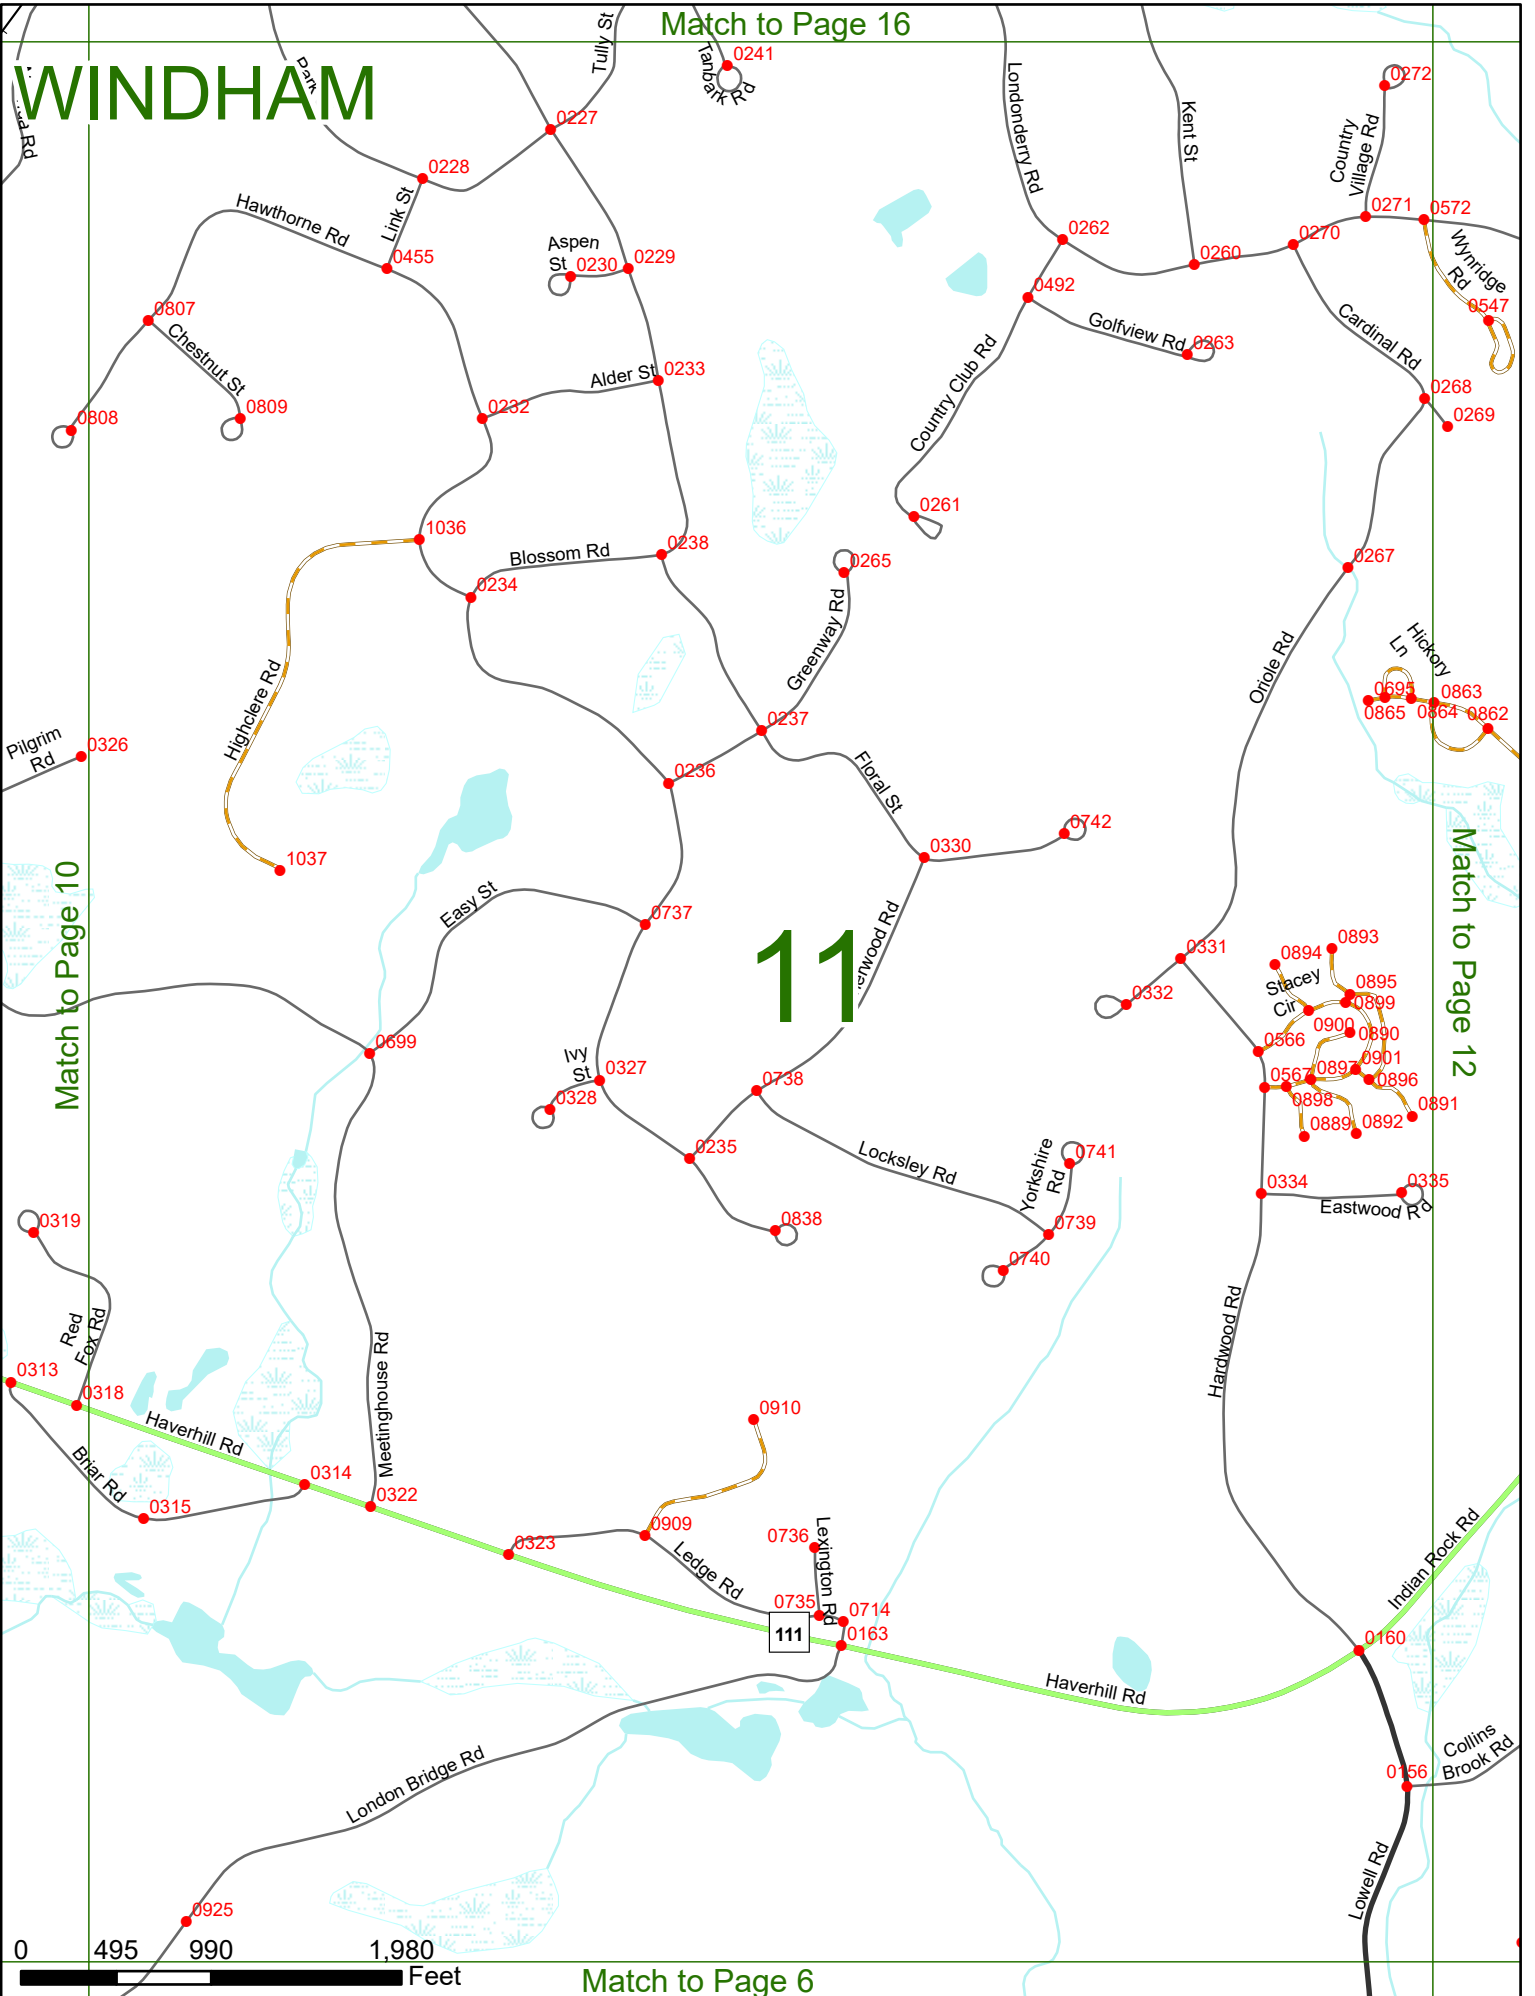 Match to Page 16
WINDHAM
Tully St
Tanbark Rd
0241
0227
0228
Link St
Hawthorne Rd
0455
Aspen
St
0230
0229
0807
Chestnut St
0808
0809
Alder St
0233
0232
Londonderry Rd
Kent St
Country
Village Rd
0272
0271
0572
0270
0262
0260
0492
Golfview Rd
0263
Wynridge
Rd
0547
Cardinal Rd
0268
0269
Country Club Rd
0261
1036
Blossom Rd
0238
0234
0265
Greenway Rd
0267
Oriole Rd
Hickory
Ln
0695
0863
0865
0864
0862
Highclere Rd
Pilgrim
Rd
0326
0237
0236
Floral St
0742
0330
1037
Easy St
0737
Match to Page 10
11
erwood Rd
Match to Page 12
0331
0332
0893
0894
Stacey
Cir
0895
0899
0900
0890
0566
0901
0567
0897
0896
0898
0891
0889
0892
0699
Ivy
St
0327
0328
0738
0235
Locksley Rd
Yorkshire
Rd
0741
0739
0740
0838
0334
0335
Eastwood Rd
0319
Red
Fox Rd
0313
0318
Haverhill Rd
Briar Rd
0315
0314
0322
Meetinghouse Rd
Hardwood Rd
0910
0909
0323
Ledge Rd
0736
Lexington Rd
0735
0714
111
0163
Haverhill Rd
Indian Rock Rd
0160
Collins
Brook Rd
0156
Lowell Rd
London Bridge Rd
0925
0 495 990 1,980
Feet
Match to Page 6